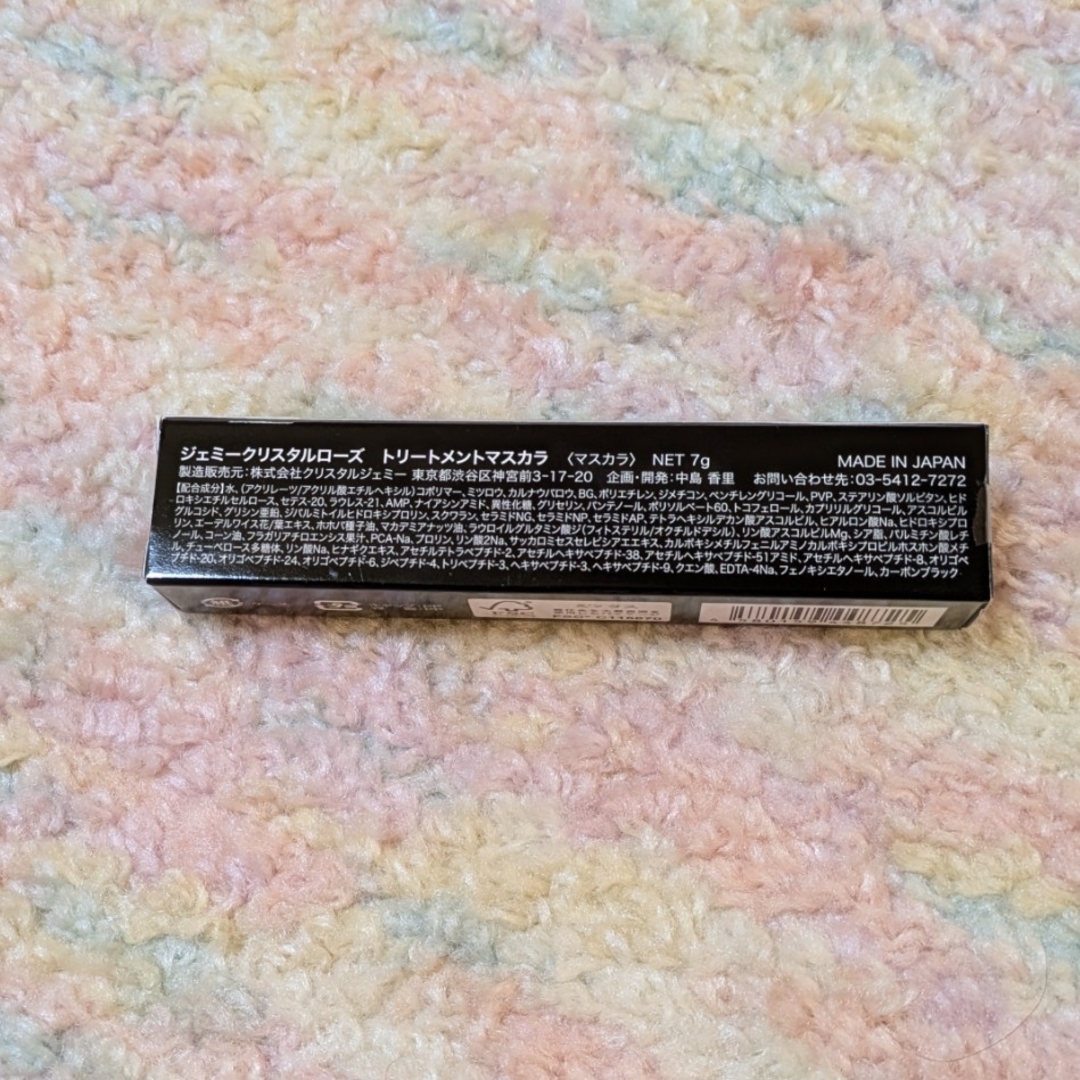 ジェミークリスタルローズ　トリートメントマスカラ　〈マスカラ〉　NET 7g　MADE IN JAPAN
製造販売元：株式会社クリスタルジェミー 東京都渋谷区神宮前3-17-20　企画・開発：中島 香里　お問い合わせ先：03-5412-7272
【配合成分】水、(アクリレーツ/アクリル酸エチルヘキシル)コポリマー、ミツロウ、カルナウバロウ、BG、ポリエチレン、ジメチコン、ペンチレングリコール、PVP、ステアリン酸ソルビタン、ヒド
ロキシエチルセルロース、セテス-20、ラウレス-21、AMP、ナイアシンアミド、異性化糖、グリセリン、パンテノール、ポリソルベート60、トコフェロール、カプリリルグリコール、アスコルビル
グルコシド、グリシン亜鉛、ジパルミトイルヒドロキシプロリン、スクワラン、セラミドNG、セラミドNP、セラミドAP、テトラヘキシルデカン酸アスコルビル、ヒアルロン酸Na、ヒドロキシプロ
リン、エーデルワイス花/葉エキス、ホホバ種子油、マカデミアナッツ油、ラウロイルグルタミン酸ジ(フィトステリル/オクチルドデシル)、リン酸アスコルビルMg、シア脂、パルミチン酸レチ
ノール、コーン油、フラガリアチロエンシス果汁、PCA-Na、プロリン、リン酸2Na、サッカロミセスセレビシアエエキス、カルボキシメチルフェニルアミノカルボキシプロピルホスホン酸メチ
ル、チューベロース多糖体、リン酸Na、ヒナギクエキス、アセチルテトラペプチド-2、アセチルヘキサペプチド-38、アセチルヘキサペプチド-51アミド、アセチルヘキサペプチド-8、オリゴペ
プチド-20、オリゴペプチド-24、オリゴペプチド-6、ジペプチド-4、トリペプチド-3、ヘキサペプチド-3、ヘキサペプチド-9、クエン酸、EDTA-4Na、フェノキシエタノール、カーボンブラック